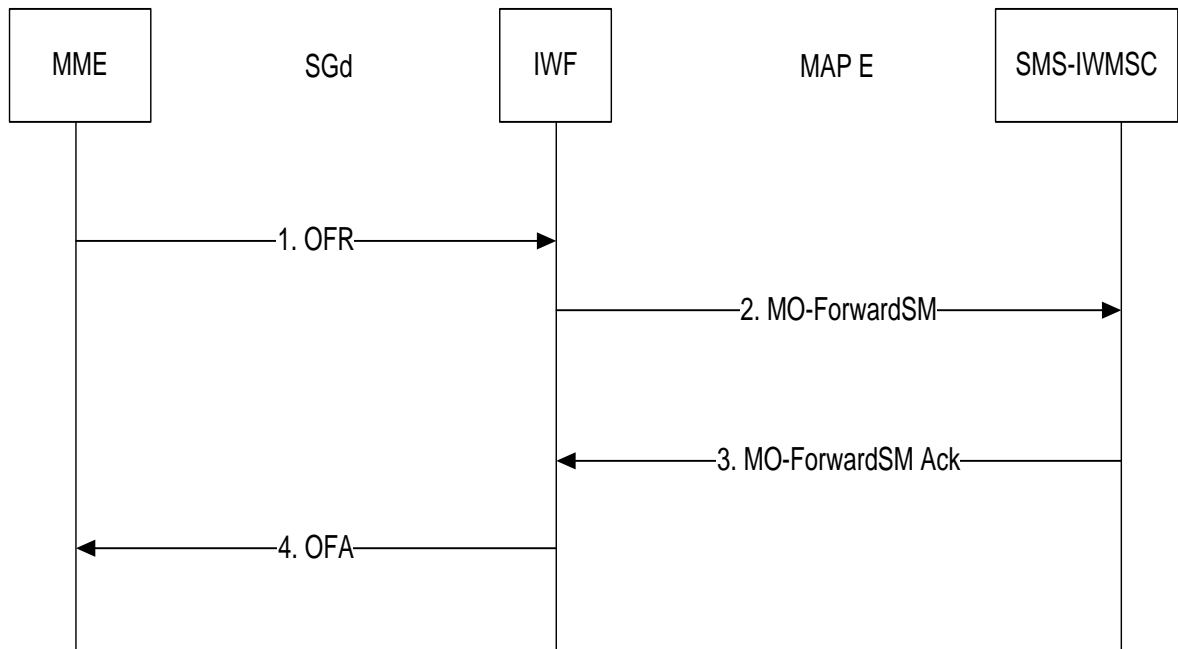 MME
SGd
IWF
MAP E
SMS-IWMSC
1. OFR
2. MO-ForwardSM
3. MO-ForwardSM Ack
4. OFA